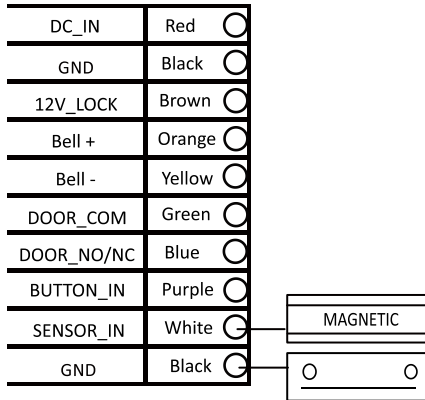 DC_IN Red
GND Black
12V_LOCK Brown
Bell + Orange
Bell - Yellow
DOOR_COM Green
DOOR_NO/NC Blue
BUTTON_IN Purple
SENSOR_IN White MAGNETIC
GND Black